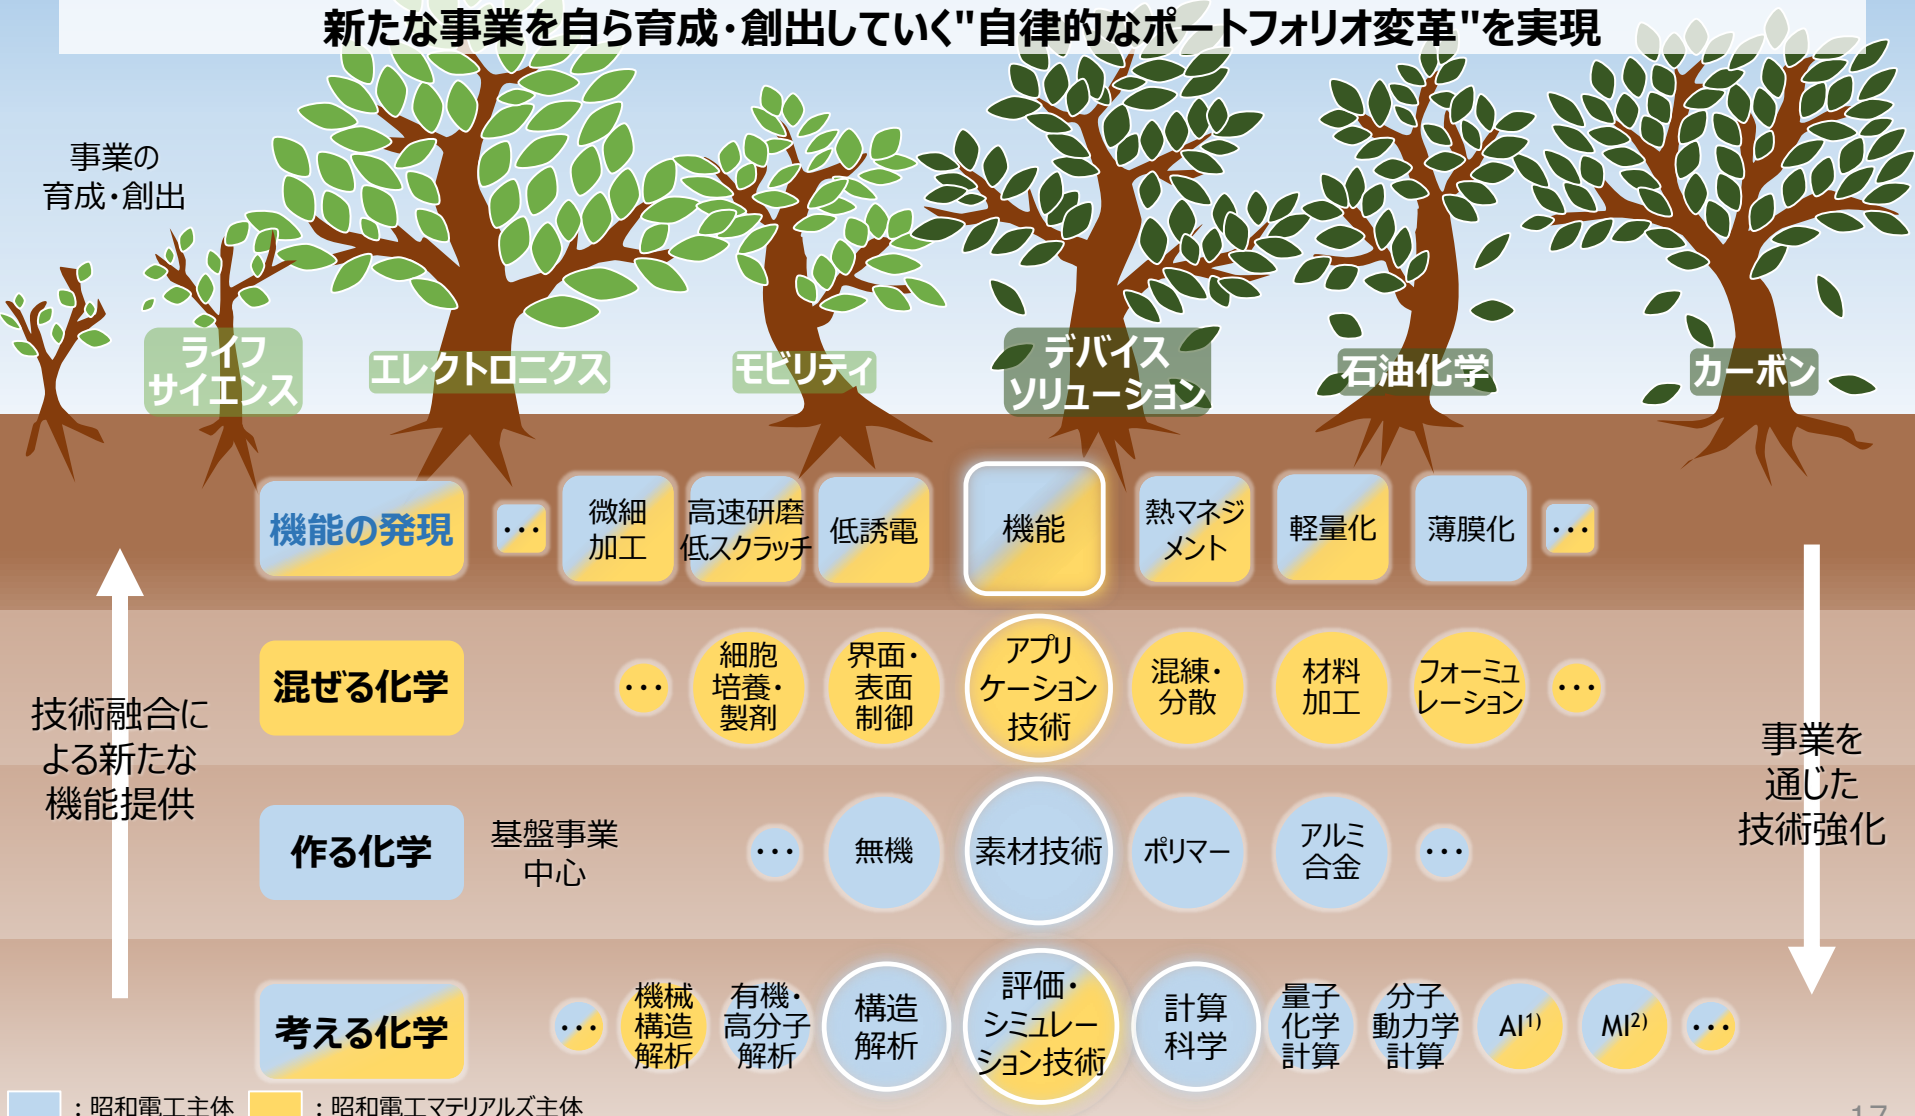 新たな事業を自ら育成・創出していく"自律的なポートフォリオ変革"を実現
事業の
育成・創出
ライフ
サイエンス
エレクトロニクス
モビリティ
デバイス
ソリューション
石油化学
カーボン
機能の発現
･･･
微細
加工
高速研磨
低スクラッチ
低誘電
機能
熱マネジ
メント
軽量化
薄膜化
･･･
混ぜる化学
･･･
細胞
培養・
製剤
界面・
表面
制御
アプリ
ケーション
技術
混練・
分散
材料
加工
フォーミュ
レーション
･･･
技術融合に
よる新たな
機能提供
事業を
通じた
技術強化
作る化学
基盤事業
中心
･･･
無機
素材技術
ポリマー
アルミ
合金
･･･
考える化学
･･･
機械
構造
解析
有機・
高分子
解析
構造
解析
評価・
シミュレー
ション技術
計算
科学
量子
化学
計算
分子
動力学
計算
AI1)
MI2)
･･･
：昭和電工主体
：昭和電工マテリアルズ主体
17